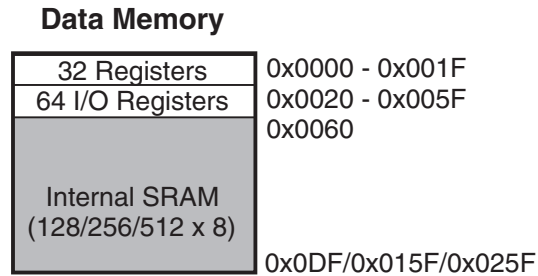 Data Memory
32 Registers 0x0000 - 0x001F
64 I/O Registers 0x0020 - 0x005F
0x0060
Internal SRAM
(128/256/512 x 8)
0x0DF/0x015F/0x025F